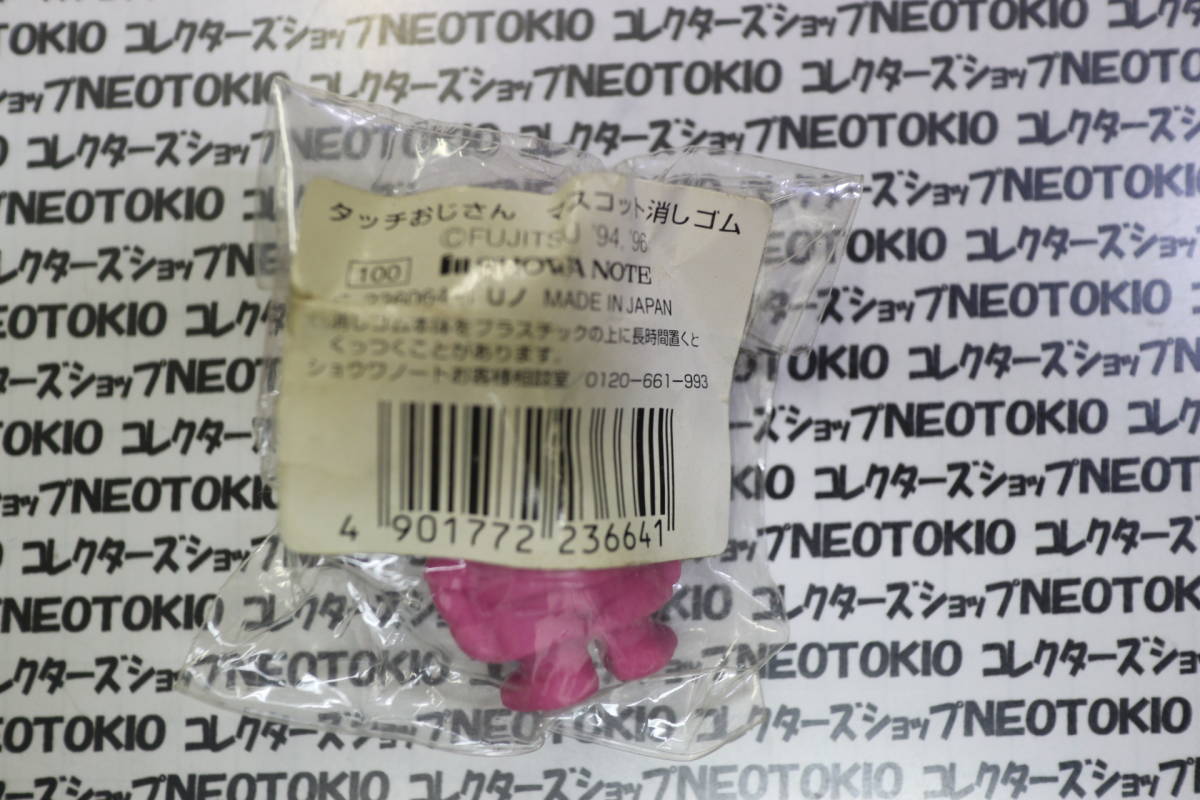 コレクターズショップNEOTOKIO
タッチおじさん マスコット消しゴム
©FUJITSU '94,'96
100 SHOWA NOTE
MADE IN JAPAN
消しゴム本体をプラスチックの上に長時間置くと
くっつくことがあります。
ショウワノートお客様相談室/0120-661-993
4 901772 236641